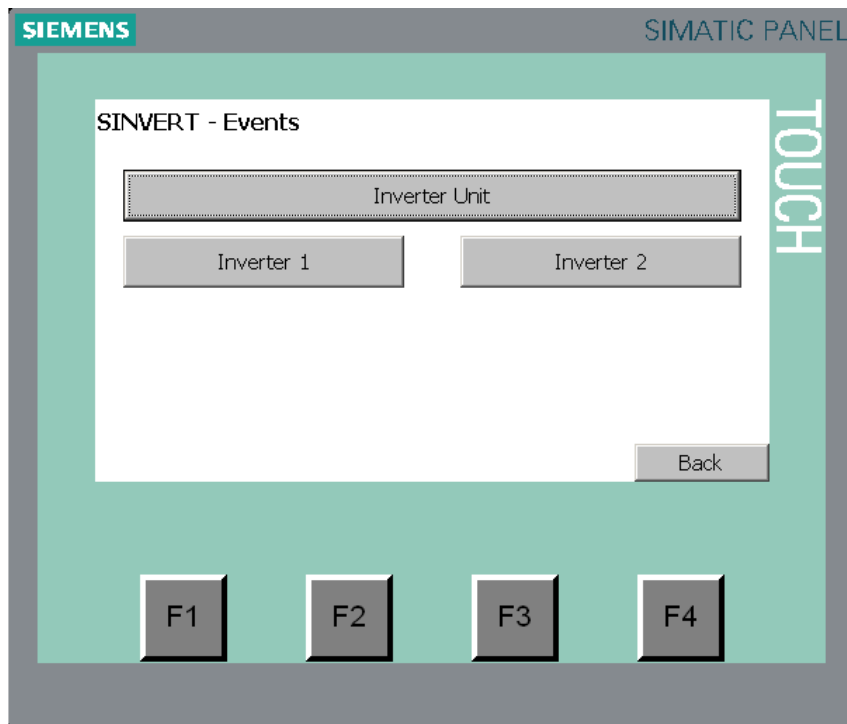 SIEMENS
SIMATIC PANEL
TOUCH
SINVERT - Events
Inverter Unit
Inverter 1
Inverter 2
Back
F1
F2
F3
F4